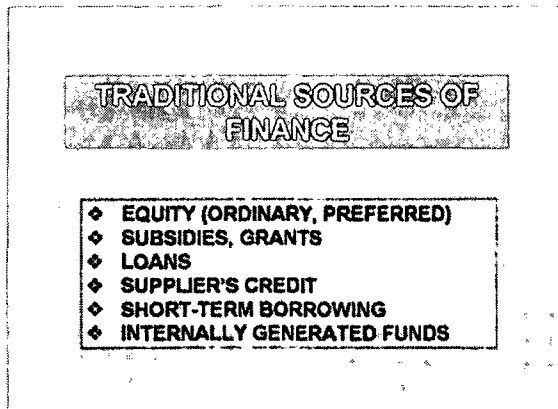 TRADITIONAL SOURCES OF
FINANCE
❖ EQUITY (ORDINARY, PREFERRED)
❖ SUBSIDIES, GRANTS
❖ LOANS
❖ SUPPLIER'S CREDIT
❖ SHORT-TERM BORROWING
❖ INTERNALLY GENERATED FUNDS